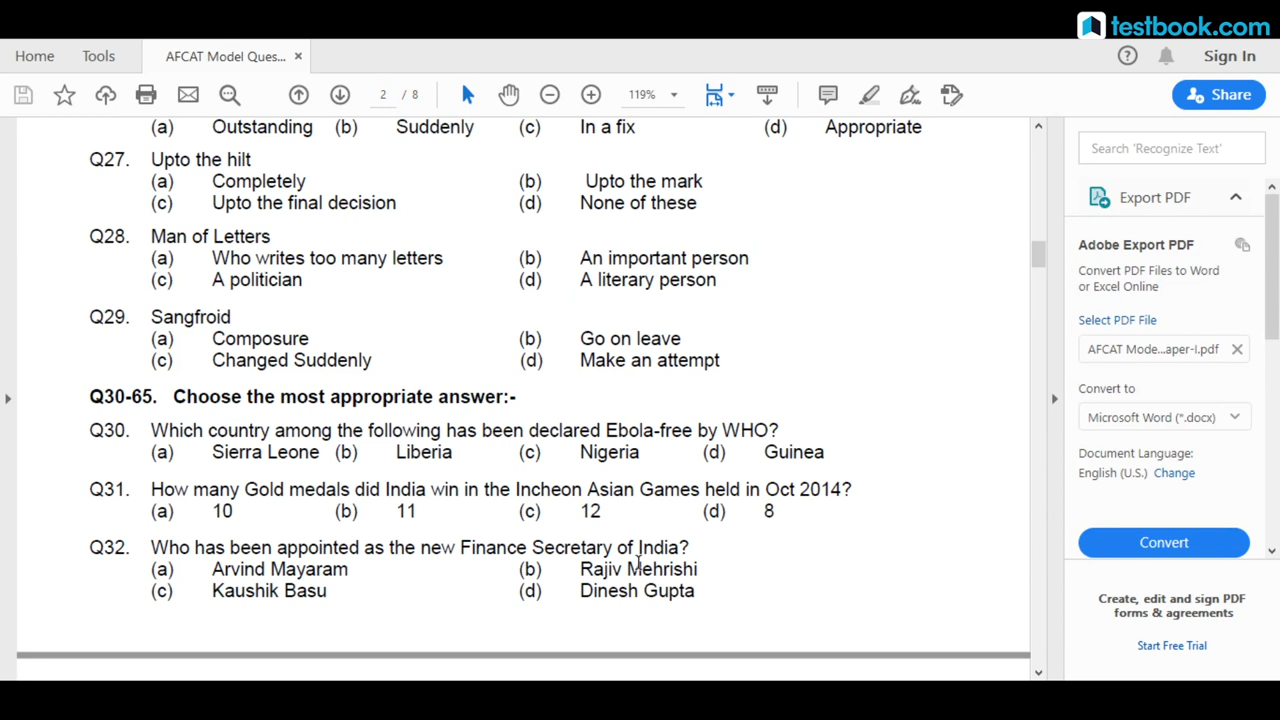 testbook.com
Home Tools AFCAT Model Ques... ×
? Sign In
2 / 8 119% Share
(a) Outstanding (b) Suddenly (c) In a fix (d) Appropriate
Q27. Upto the hilt
(a) Completely (b) Upto the mark
(c) Upto the final decision (d) None of these
Q28. Man of Letters
(a) Who writes too many letters (b) An important person
(c) A politician (d) A literary person
Q29. Sangfroid
(a) Composure (b) Go on leave
(c) Changed Suddenly (d) Make an attempt
Q30-65. Choose the most appropriate answer:-
Q30. Which country among the following has been declared Ebola-free by WHO?
(a) Sierra Leone (b) Liberia (c) Nigeria (d) Guinea
Q31. How many Gold medals did India win in the Incheon Asian Games held in Oct 2014?
(a) 10 (b) 11 (c) 12 (d) 8
Q32. Who has been appointed as the new Finance Secretary of India?
(a) Arvind Mayaram (b) Rajiv Mehrishi
(c) Kaushik Basu (d) Dinesh Gupta
Search 'Recognize Text'
Export PDF
Adobe Export PDF
Convert PDF Files to Word
or Excel Online
Select PDF File
AFCAT Mode...aper-I.pdf ×
Convert to
Microsoft Word (*.docx)
Document Language:
English (U.S.) Change
Convert
Create, edit and sign PDF
forms & agreements
Start Free Trial